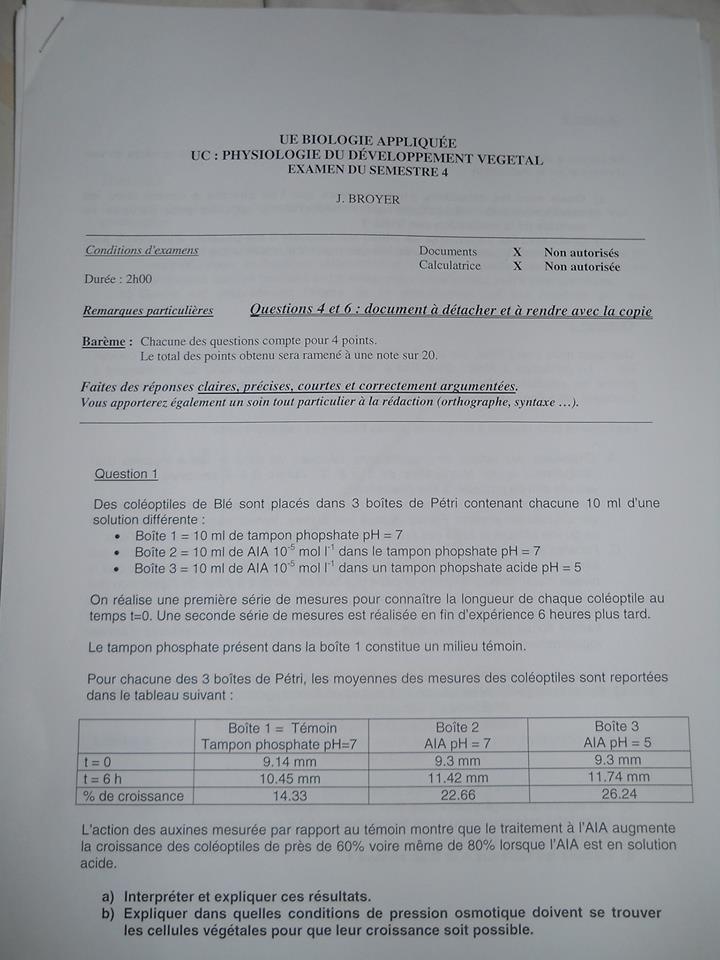 UE BIOLOGIE APPLIQUÉE
UC : PHYSIOLOGIE DU DÉVELOPPEMENT VEGETAL
EXAMEN DU SEMESTRE 4
J. BROYER
Conditions d'examens Documents X Non autorisés
Calculatrice X Non autorisée
Durée : 2h00
Remarques particulières Questions 4 et 6 : document à détacher et à rendre avec la copie
Barème : Chacune des questions compte pour 4 points.
Le total des points obtenu sera ramené à une note sur 20.
Faites des réponses claires, précises, courtes et correctement argumentées.
Vous apporterez également un soin tout particulier à la rédaction (orthographe, syntaxe …).
Question 1
Des coléoptiles de Blé sont placés dans 3 boîtes de Pétri contenant chacune 10 ml d'une
solution différente :
• Boîte 1 = 10 ml de tampon phopshate pH = 7
• Boîte 2 = 10 ml de AIA 10⁻⁵ mol l⁻¹ dans le tampon phopshate pH = 7
• Boîte 3 = 10 ml de AIA 10⁻⁵ mol l⁻¹ dans un tampon phopshate acide pH = 5
On réalise une première série de mesures pour connaître la longueur de chaque coléoptile au
temps t=0. Une seconde série de mesures est réalisée en fin d'expérience 6 heures plus tard.
Le tampon phosphate présent dans la boîte 1 constitue un milieu témoin.
Pour chacune des 3 boîtes de Pétri, les moyennes des mesures des coléoptiles sont reportées
dans le tableau suivant :
Boîte 1 = Témoin Boîte 2 Boîte 3
Tampon phosphate pH=7 AIA pH = 7 AIA pH = 5
t = 0 9.14 mm 9.3 mm 9.3 mm
t = 6 h 10.45 mm 11.42 mm 11.74 mm
% de croissance 14.33 22.66 26.24
L'action des auxines mesurée par rapport au témoin montre que le traitement à l'AIA augmente
la croissance des coléoptiles de près de 60% voire même de 80% lorsque l'AIA est en solution
acide.
a) Interpréter et expliquer ces résultats.
b) Expliquer dans quelles conditions de pression osmotique doivent se trouver
les cellules végétales pour que leur croissance soit possible.